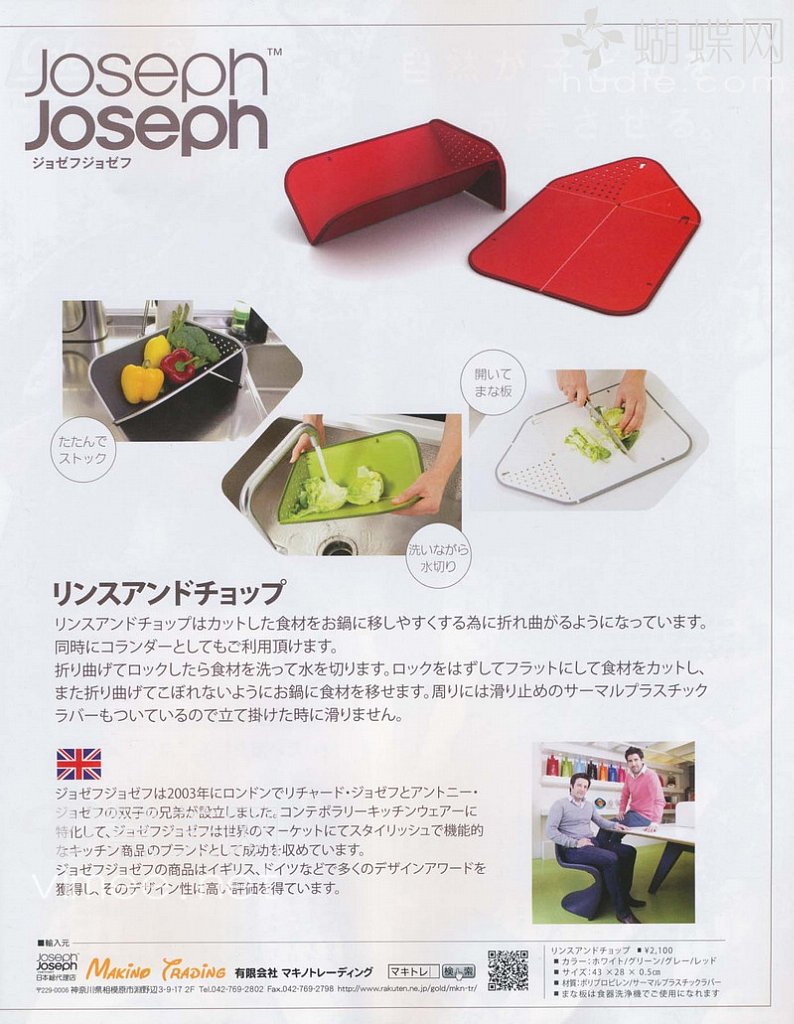 Joseph™
Joseph
ジョゼフジョゼフ
蝴蝶网
hudie.com
開いて
まな板
たたんで
ストック
洗いながら
水切り
リンスアンドチョップ
リンスアンドチョップはカットした食材をお鍋に移しやすくする為に折れ曲がるようになっています。
同時にコランダーとしてもご利用頂けます。
折り曲げてロックしたら食材を洗って水を切ります。ロックをはずしてフラットにして食材をカットし、
また折り曲げてこぼれないようにお鍋に食材を移せます。周りには滑り止めのサーマルプラスチック
ラバーもついているので立て掛けた時に滑りません。
ジョゼフジョゼフは2003年にロンドンでリチャード・ジョゼフとアントニー・
ジョゼフの双子の兄弟が設立しました。コンテポラリーキッチンウェアーに
特化して、ジョゼフジョゼフは世界のマーケットにてスタイリッシュで機能的
なキッチン商品のブランドとして成功を収めています。
ジョゼフジョゼフの商品はイギリス、ドイツなどで多くのデザインアワードを
獲得し、そのデザイン性に高い評価を得ています。
■輸入元
Joseph
Joseph
日本総代理店
MAKINO TRADING 有限会社 マキノトレーディング マキトレ 検索
〒229-0006 神奈川県相模原市淵野辺3-9-17 2F Tel.042-769-2802 Fax.042-769-2798 http://www.rakuten.ne.jp/gold/mkn-tr/
リンスアンドチョップ ■ ¥2,100
■ カラー:ホワイト/グリーン/グレー/レッド
■ サイズ:43 ×28 × 0.5cm
■ 材質:ポリプロピレン/サーマルプラスチックラバー
■ まな板は食器洗浄機でご使用になれます